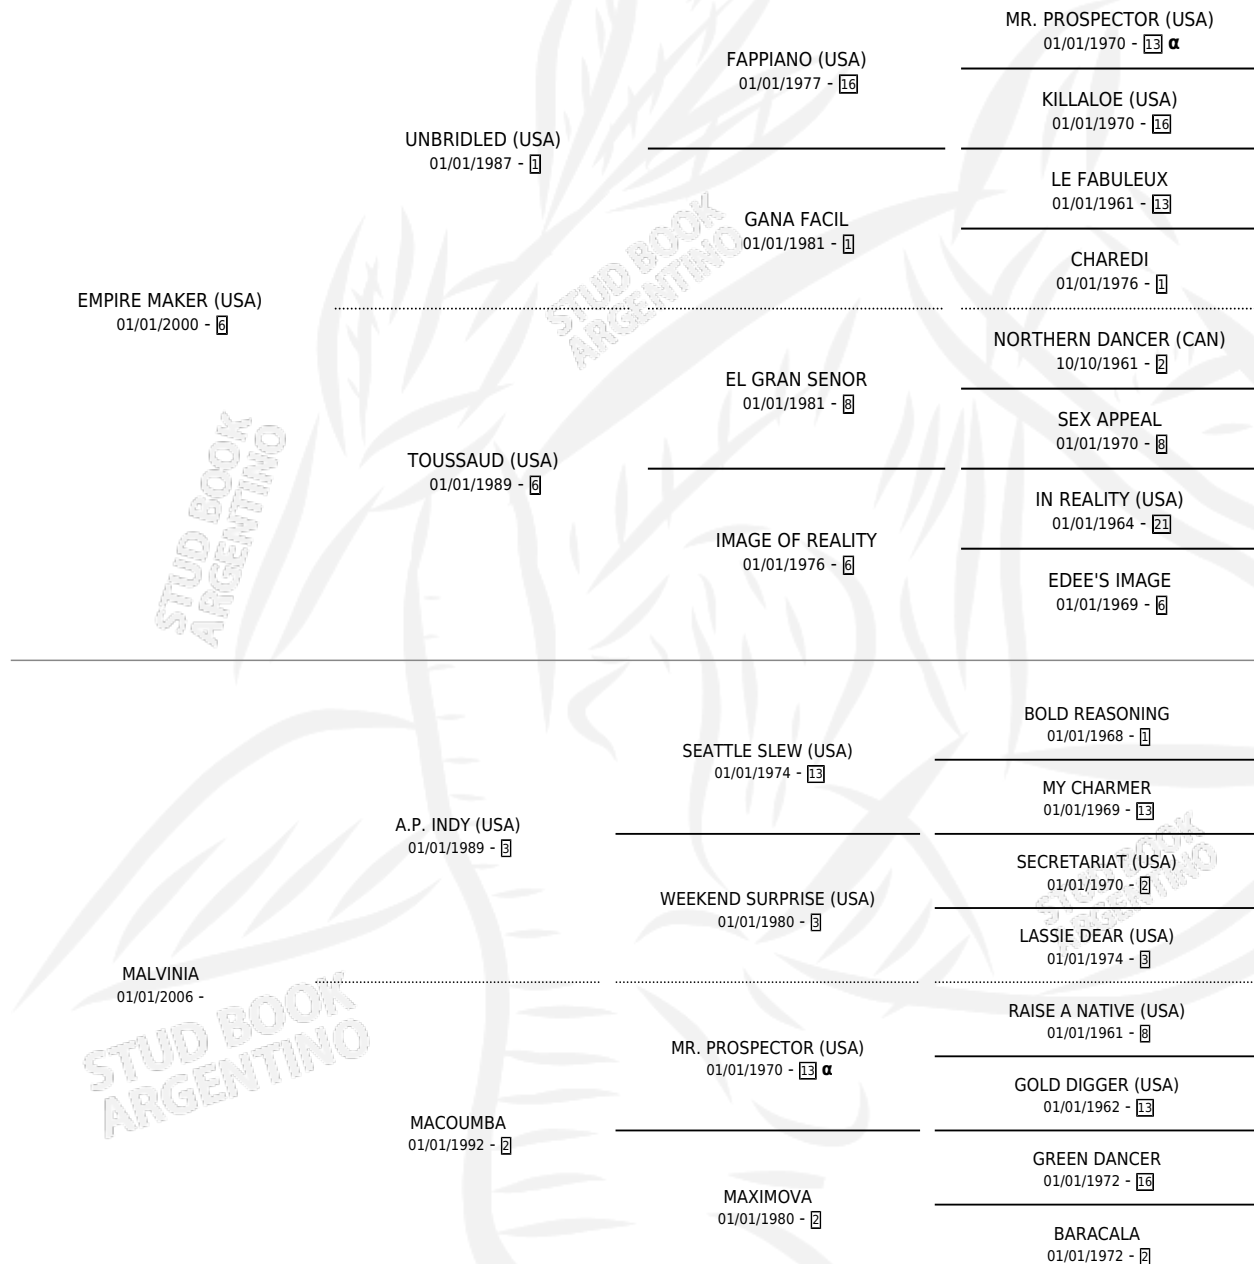 MR. PROSPECTOR (USA)
01/01/1970 - 13 α
FAPPIANO (USA)
01/01/1977 - 16
KILLALOE (USA)
01/01/1970 - 16
UNBRIDLED (USA)
01/01/1987 - 1
LE FABULEUX
01/01/1961 - 13
GANA FACIL
01/01/1981 - 1
CHAREDI
01/01/1976 - 1
STUD BOOK
ARGENTINO
EMPIRE MAKER (USA)
01/01/2000 - 6
NORTHERN DANCER (CAN)
10/10/1961 - 2
EL GRAN SENOR
01/01/1981 - 8
SEX APPEAL
01/01/1970 - 8
TOUSSAUD (USA)
01/01/1989 - 6
IN REALITY (USA)
01/01/1964 - 21
IMAGE OF REALITY
01/01/1976 - 6
EDEE'S IMAGE
01/01/1969 - 6
STUD BOOK
ARGENTINO
BOLD REASONING
01/01/1968 - 1
SEATTLE SLEW (USA)
01/01/1974 - 13
MY CHARMER
01/01/1969 - 13
A.P. INDY (USA)
01/01/1989 - 3
SECRETARIAT (USA)
01/01/1970 - 2
WEEKEND SURPRISE (USA)
01/01/1980 - 3
LASSIE DEAR (USA)
01/01/1974 - 3
STUD BOOK
ARGENTINO
MALVINIA
01/01/2006 -
RAISE A NATIVE (USA)
01/01/1961 - 8
MR. PROSPECTOR (USA)
01/01/1970 - 13 α
GOLD DIGGER (USA)
01/01/1962 - 13
MACOUMBA
01/01/1992 - 2
GREEN DANCER
01/01/1972 - 16
MAXIMOVA
01/01/1980 - 2
BARACALA
01/01/1972 - 2
STUD BOOK
ARGENTINO